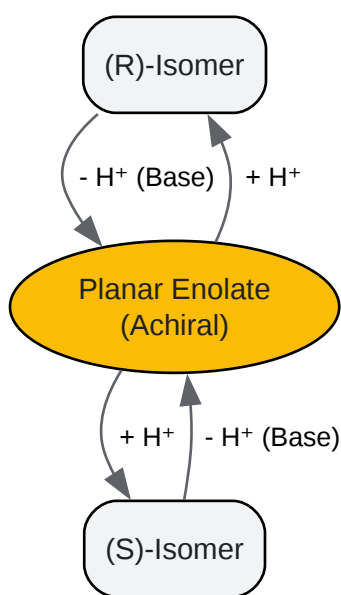 (R)-Isomer
- H⁺ (Base)
+ H⁺
Planar Enolate
(Achiral)
+ H⁺
- H⁺ (Base)
(S)-Isomer